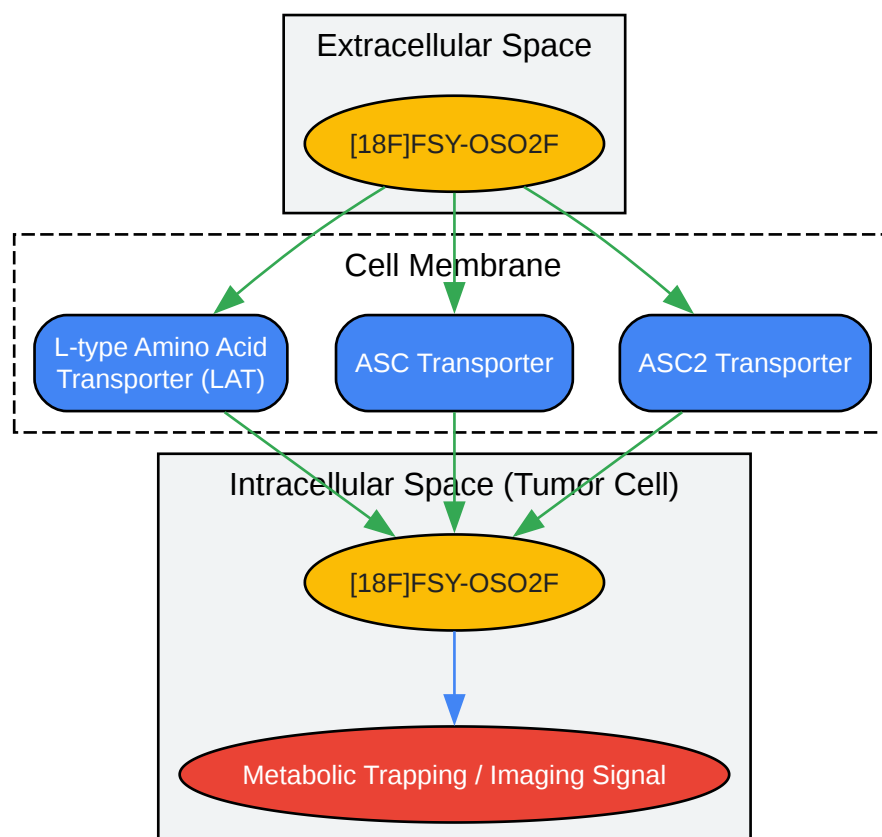 Extracellular Space
[18F]FSY-OSO2F
Cell Membrane
L-type Amino Acid
Transporter (LAT)
ASC Transporter
ASC2 Transporter
Intracellular Space (Tumor Cell)
[18F]FSY-OSO2F
Metabolic Trapping / Imaging Signal